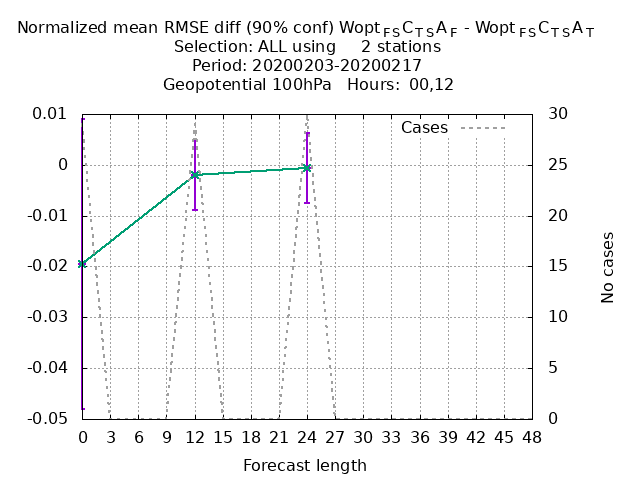 Normalized mean RMSE diff (90% conf) Wopt FS C TS A F - Wopt FS C TS A T
Selection: ALL using 2 stations
Period: 20200203-20200217
Geopotential 100hPa Hours: 00,12
Cases
0.01
0
-0.01
-0.02
-0.03
-0.04
-0.05
30
25
20
15
10
5
0
No cases
0 3 6 9 12 15 18 21 24 27 30 33 36 39 42 45 48
Forecast length